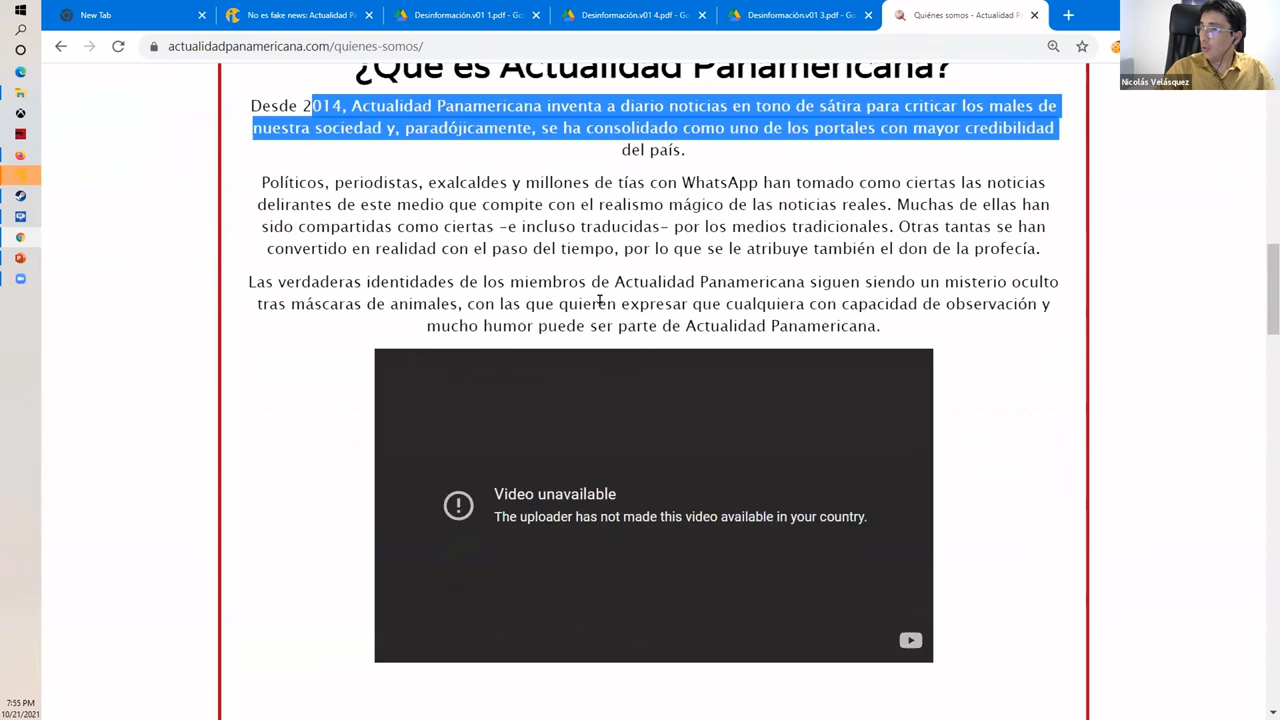 New Tab
No es fake news: Actualidad P
Desinformación.v01 1.pdf - Go
Desinformación.v01 4.pdf - Go
Desinformación.v01 3.pdf - Goo
Quiénes somos - Actualidad P
actualidadpanamericana.com/quienes-somos/
Nicolás Velásquez
¿Qué es Actualidad Panamericana?
Desde 2014, Actualidad Panamericana inventa a diario noticias en tono de sátira para criticar los males de
nuestra sociedad y, paradójicamente, se ha consolidado como uno de los portales con mayor credibilidad
del país.
Políticos, periodistas, exalcaldes y millones de tías con WhatsApp han tomado como ciertas las noticias
delirantes de este medio que compite con el realismo mágico de las noticias reales. Muchas de ellas han
sido compartidas como ciertas –e incluso traducidas– por los medios tradicionales. Otras tantas se han
convertido en realidad con el paso del tiempo, por lo que se le atribuye también el don de la profecía.
Las verdaderas identidades de los miembros de Actualidad Panamericana siguen siendo un misterio oculto
tras máscaras de animales, con las que quieren expresar que cualquiera con capacidad de observación y
mucho humor puede ser parte de Actualidad Panamericana.
Video unavailable
The uploader has not made this video available in your country.
7:55 PM
10/21/2021